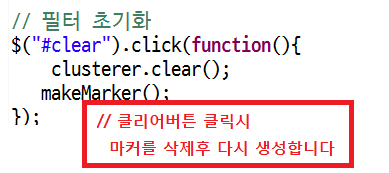 // 필터 초기화
$("#clear").click(function(){
clusterer.clear();
makeMarker();
});
// 클리어버튼 클릭시
마커를 삭제후 다시 생성합니다